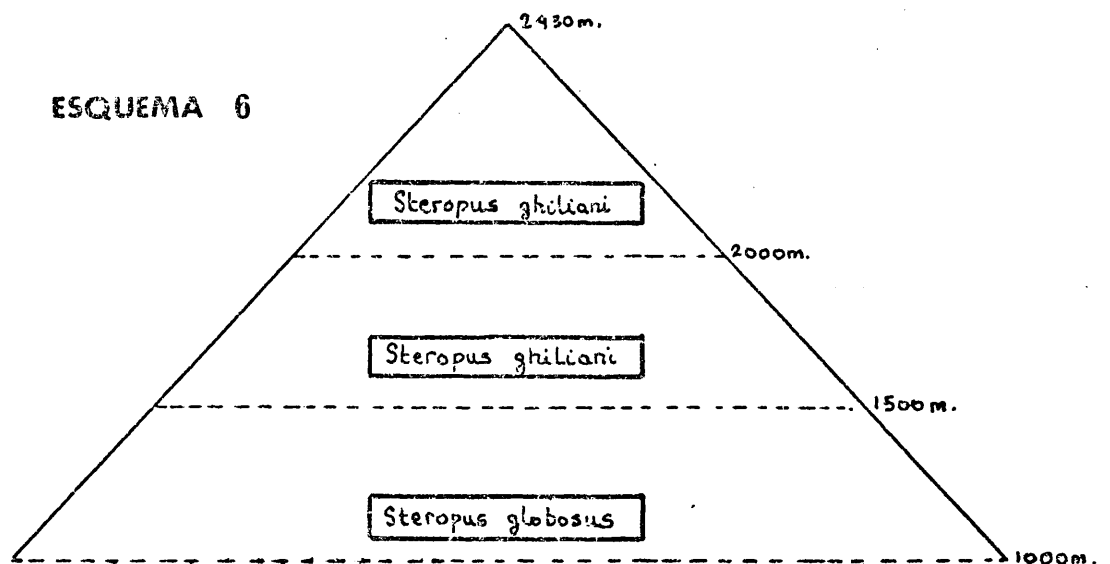 2430m.
ESQUEMA 6
Steropus ghiliani
2000m.
Steropus ghiliani
1500m.
Steropus globosus
1000m.